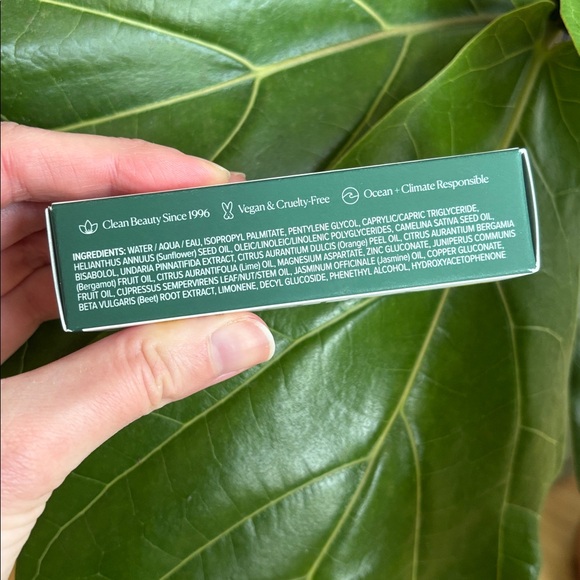 Clean Beauty Since 1996 Vegan & Cruelty-Free Ocean + Climate Responsible
INGREDIENTS: WATER / AQUA / EAU, ISOPROPYL PALMITATE, PENTYLENE GLYCOL, CAPRYLIC/CAPRIC TRIGLYCERIDE,
HELIANTHUS ANNUUS (Sunflower) SEED OIL, OLEIC/LINOLEIC/LINOLENIC POLYGLYCERIDES, CAMELINA SATIVA SEED OIL,
BISABOLOL, UNDARIA PINNATIFIDA EXTRACT, CITRUS AURANTIUM DULCIS (Orange) PEEL OIL, CITRUS AURANTIUM BERGAMIA
(Bergamot) FRUIT OIL, CITRUS AURANTIFOLIA (Lime) OIL, MAGNESIUM ASPARTATE, ZINC GLUCONATE, JUNIPERUS COMMUNIS
FRUIT OIL, CUPRESSUS SEMPERVIRENS LEAF/NUT/STEM OIL, JASMINUM OFFICINALE (Jasmine) OIL, COPPER GLUCONATE,
BETA VULGARIS (Beet) ROOT EXTRACT, LIMONENE, DECYL GLUCOSIDE, PHENETHYL ALCOHOL, HYDROXYACETOPHENONE